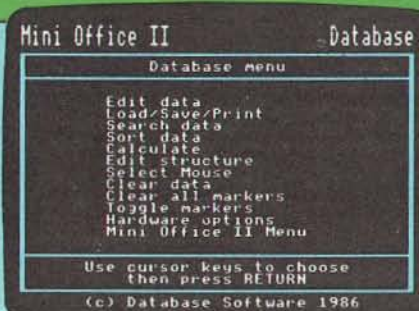 Mini Office II Database
Database menu
Edit data
Load/Save/Print
Search data
Sort data
Calculate
Edit structure
Select Mouse
Clear data
Clear all markers
Toggle markers
Hardware options
Mini Office II Menu
Use cursor keys to choose
then press RETURN
(c) Database Software 1986